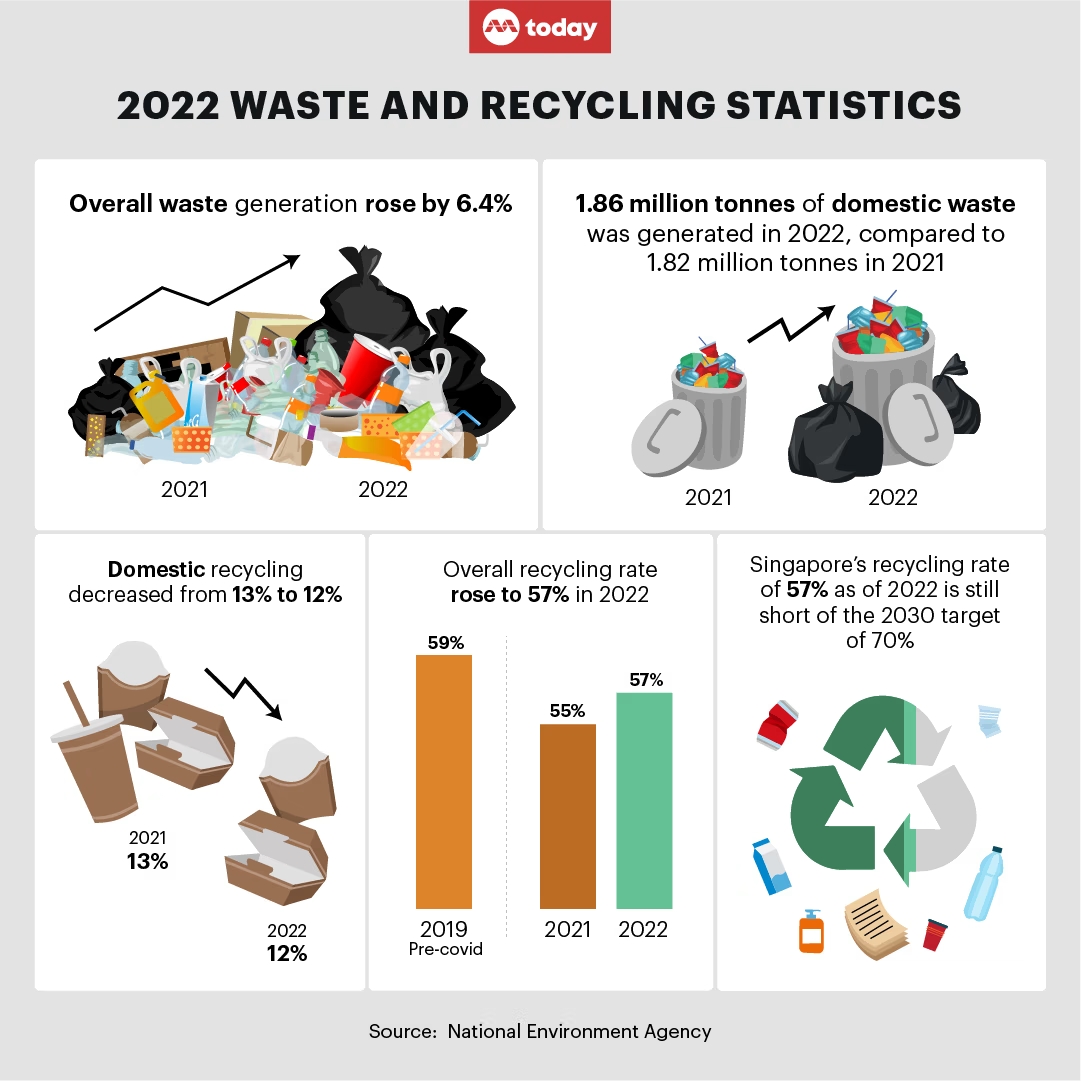 today
2022 WASTE AND RECYCLING STATISTICS
Overall waste generation rose by 6.4%
2021
2022
1.86 million tonnes of domestic waste
was generated in 2022, compared to
1.82 million tonnes in 2021
2021
2022
Domestic recycling
decreased from 13% to 12%
2021
13%
2022
12%
Overall recycling rate
rose to 57% in 2022
59%
55%
57%
2019
Pre-covid
2021
2022
Singapore's recycling rate
of 57% as of 2022 is still
short of the 2030 target
of 70%
Source: National Environment Agency